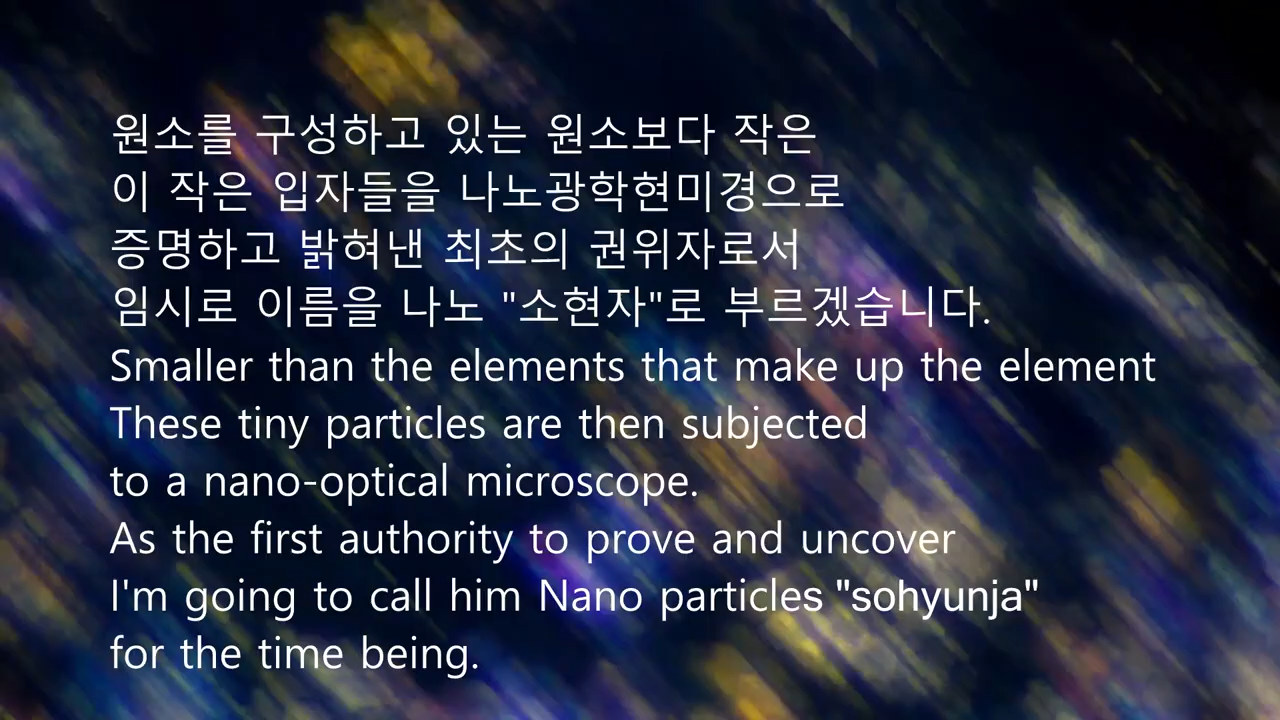 원소를 구성하고 있는 원소보다 작은
이 작은 입자들을 나노광학현미경으로
증명하고 밝혀낸 최초의 권위자로서
임시로 이름을 나노 "소현자"로 부르겠습니다.
Smaller than the elements that make up the element
These tiny particles are then subjected
to a nano-optical microscope.
As the first authority to prove and uncover
I'm going to call him Nano particles "sohyunja"
for the time being.